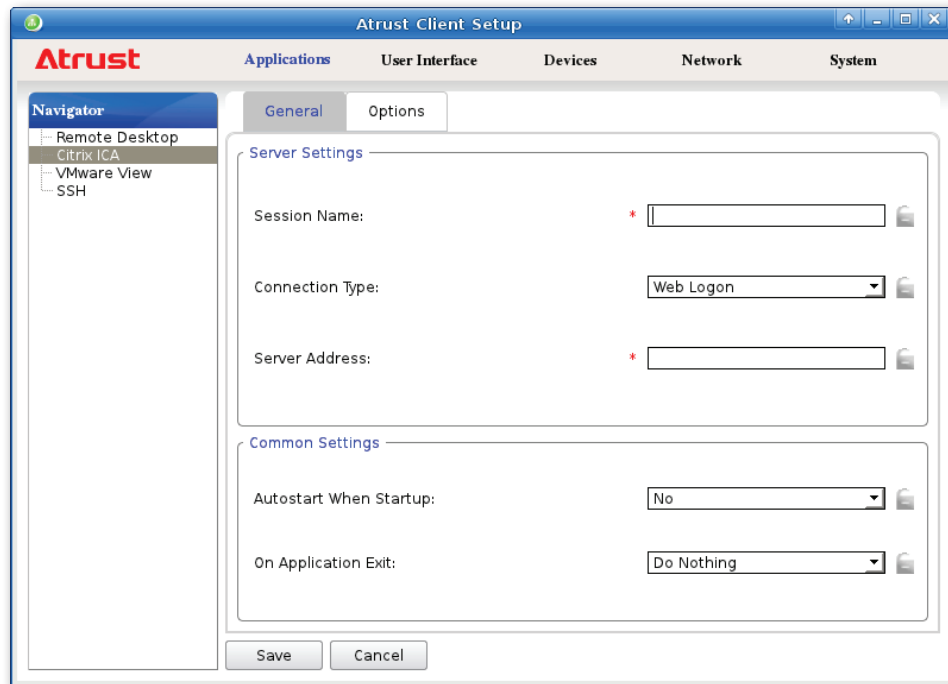 Atrust Client Setup
Atrust Applications User Interface Devices Network System
Navigator
Remote Desktop
Citrix ICA
VMware View
SSH
General Options
Server Settings
Session Name: *
Connection Type: Web Logon
Server Address: *
Common Settings
Autostart When Startup: No
On Application Exit: Do Nothing
Save Cancel